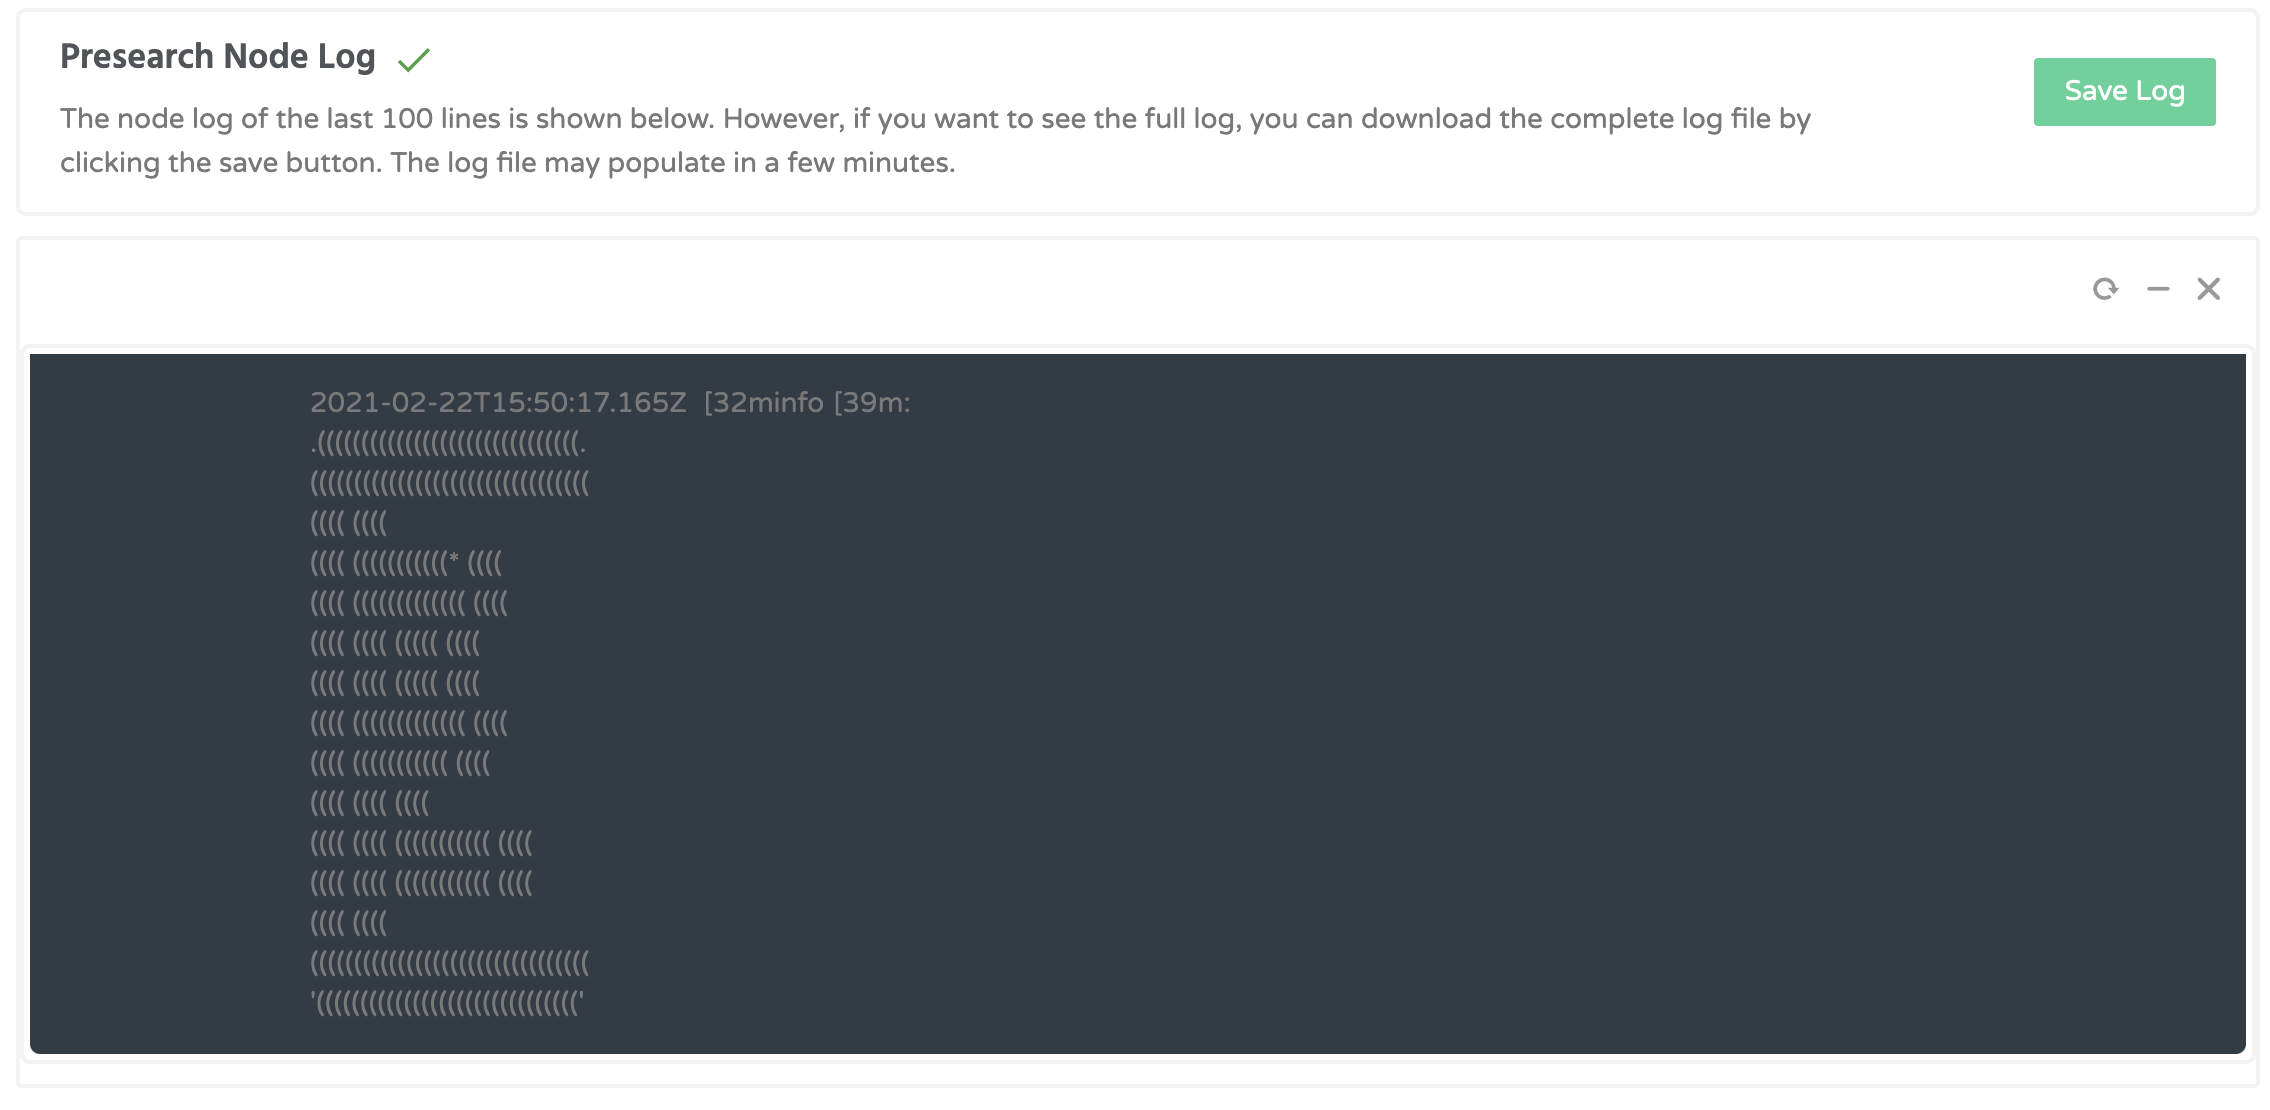 Presearch Node Log
Save Log
The node log of the last 100 lines is shown below. However, if you want to see the full log, you can download the complete log file by
clicking the save button. The log file may populate in a few minutes.
2021-02-22T15:50:17.165Z  [32minfo [39m:
.((((((((((((((((((((((((((((((.
((((((((((((((((((((((((((((((((
(((( ((((
(((( (((((((((((* ((((
(((( ((((((((((((( ((((
(((( (((( ((((( ((((
(((( (((( ((((( ((((
(((( ((((((((((((( ((((
(((( ((((((((((( ((((
(((( (((( ((((
(((( (((( ((((((((((( ((((
(((( (((( ((((((((((( ((((
(((( ((((
((((((((((((((((((((((((((((((((
'(((((((((((((((((((((((((((((('